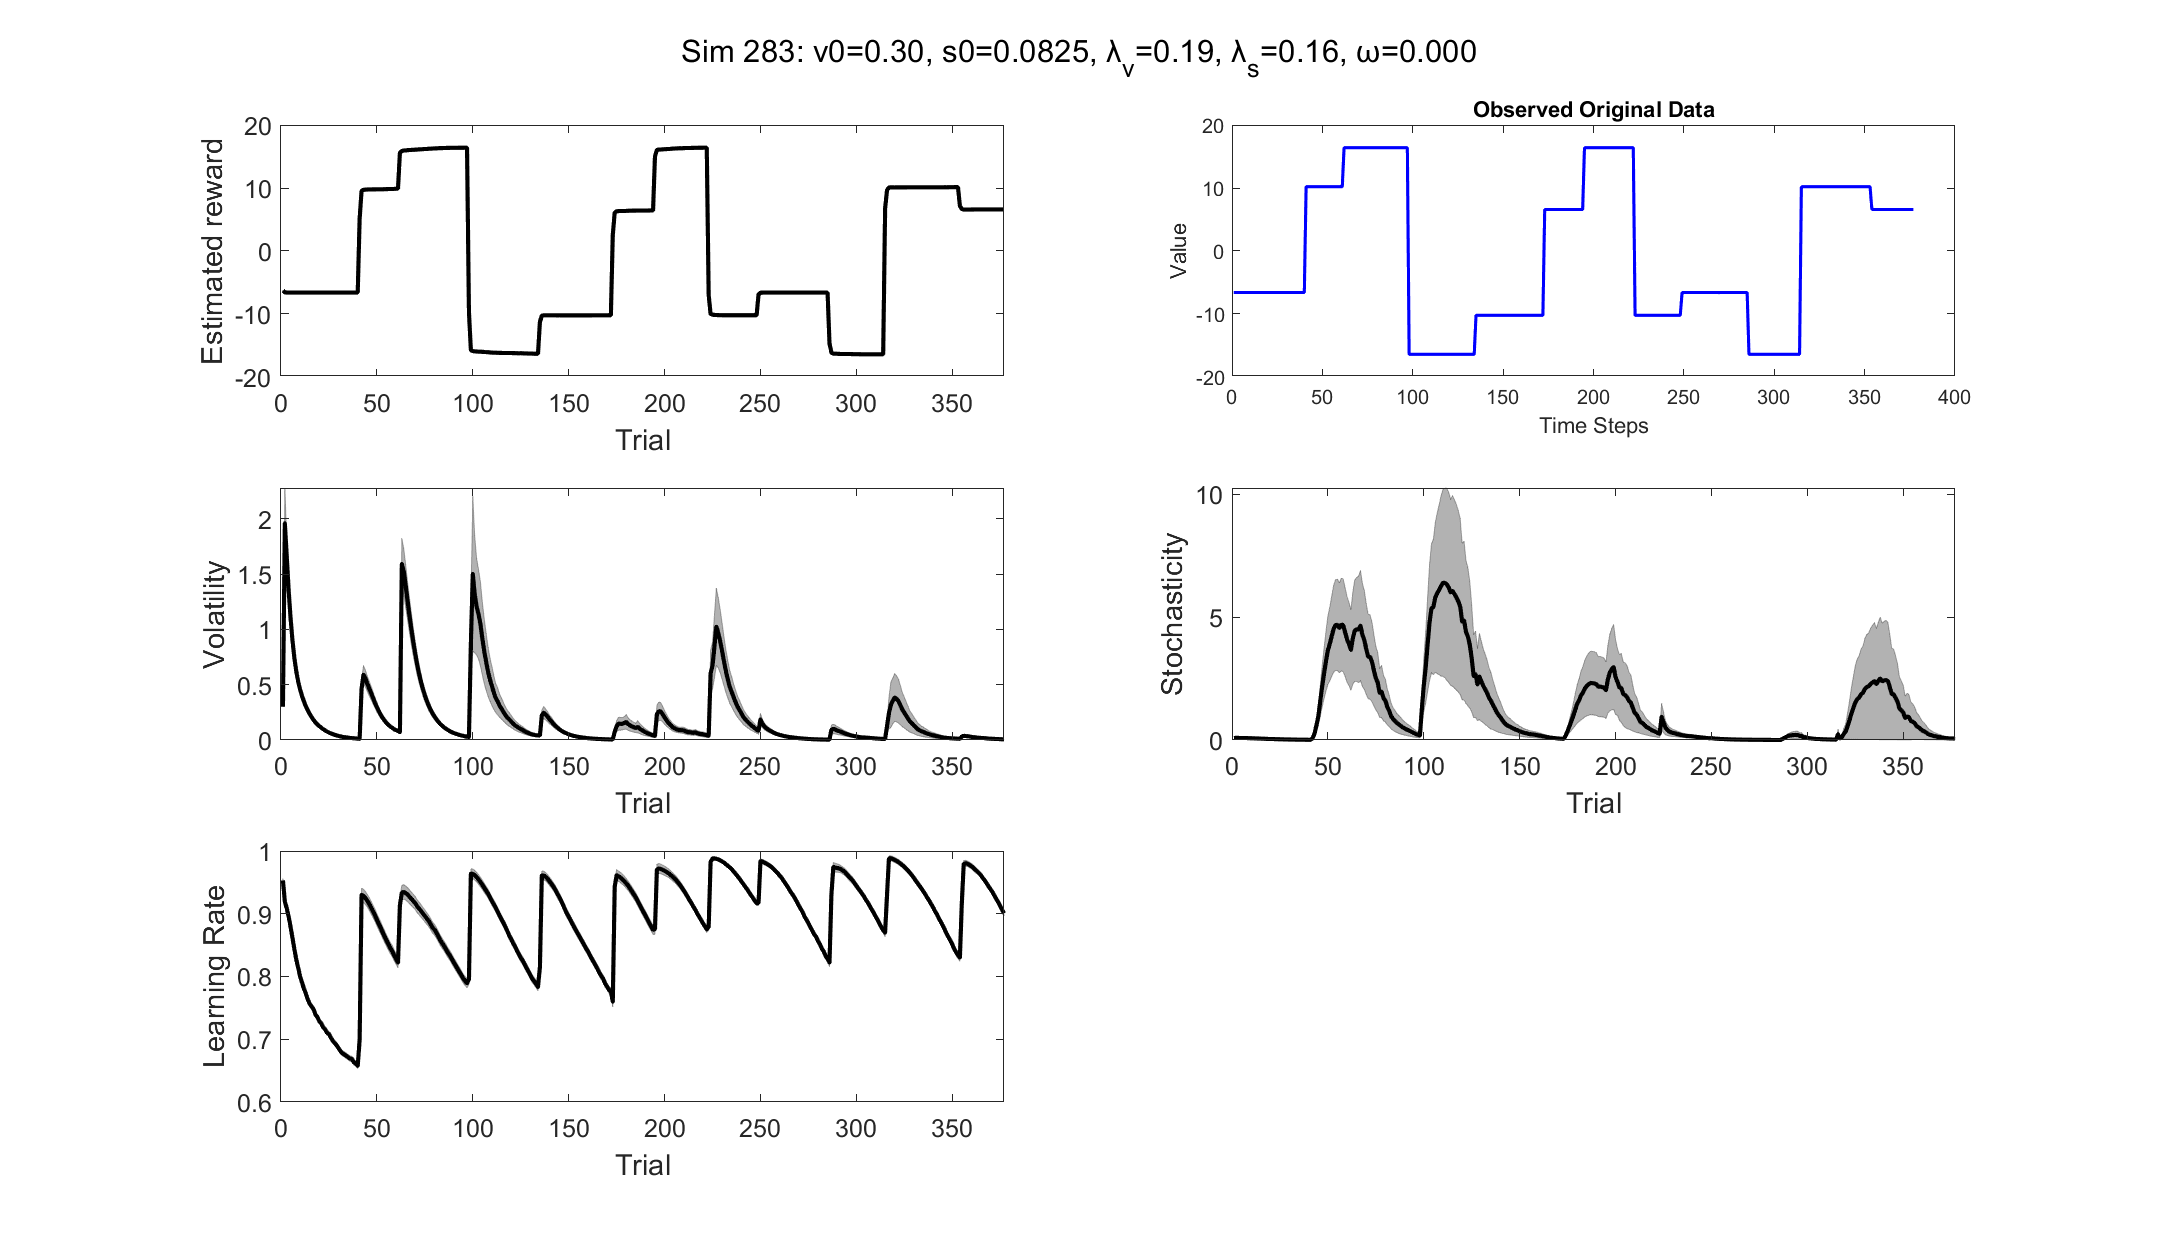 Sim 283: v0=0.30, s0=0.0825, λv=0.19, λs=0.16, ω=0.000
20
10
0
-10
-20
Estimated reward
0 50 100 150 200 250 300 350
Trial
Observed Original Data
20
10
0
-10
-20
Value
0 50 100 150 200 250 300 350 400
Time Steps
2
1.5
1
0.5
0
Volatility
0 50 100 150 200 250 300 350
Trial
10
5
0
Stochasticity
0 50 100 150 200 250 300 350
Trial
1
0.9
0.8
0.7
0.6
Learning Rate
0 50 100 150 200 250 300 350
Trial